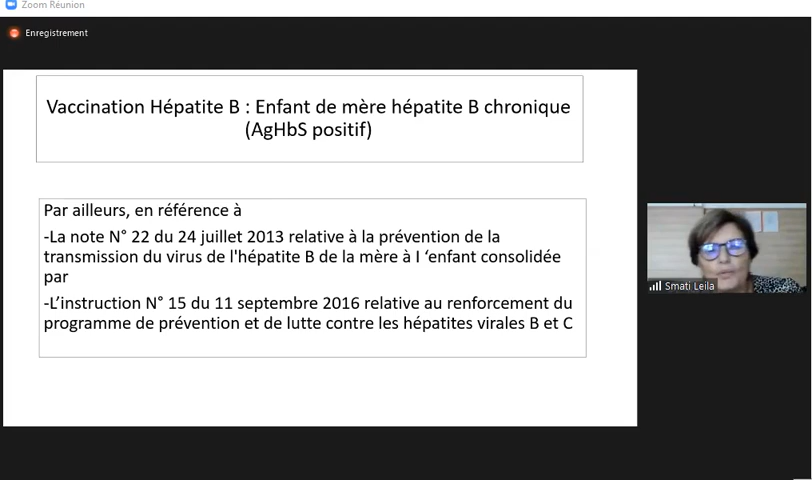 Zoom Réunion
Enregistrement
Vaccination Hépatite B : Enfant de mère hépatite B chronique
(AgHbS positif)
Par ailleurs, en référence à
-La note N° 22 du 24 juillet 2013 relative à la prévention de la
transmission du virus de l'hépatite B de la mère à I ‘enfant consolidée
par
-L’instruction N° 15 du 11 septembre 2016 relative au renforcement du
programme de prévention et de lutte contre les hépatites virales B et C
Smati Leila